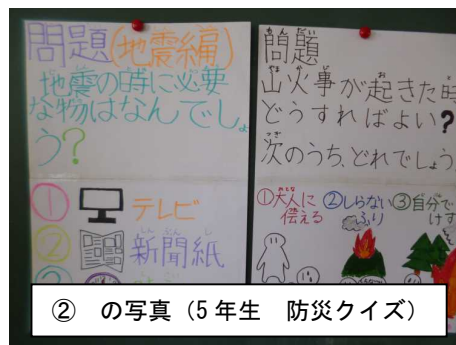 問題(地震編)
地震の時に必要
な物はなんでしょ
う?
① テレビ
② 新聞紙
問題
山火事が起きた時
どうすればよい?
次のうち、どれでしょう。
①大人に伝える ②しらないふり ③自分でけす
② の写真(5年生 防災クイズ)